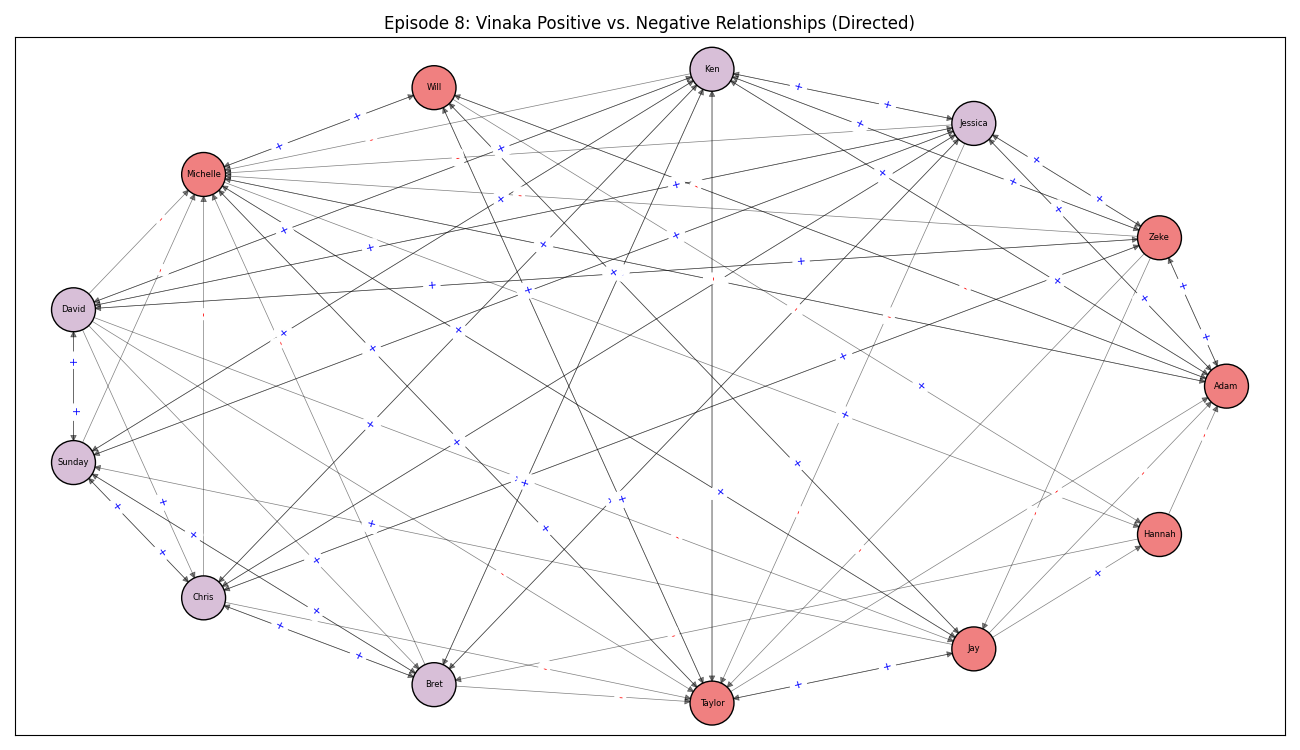 Episode 8: Vinaka Positive vs. Negative Relationships (Directed)
Ken
Will
Jessica
Michelle
Zeke
David
Adam
Sunday
Hannah
Chris
Jay
Bret
Taylor